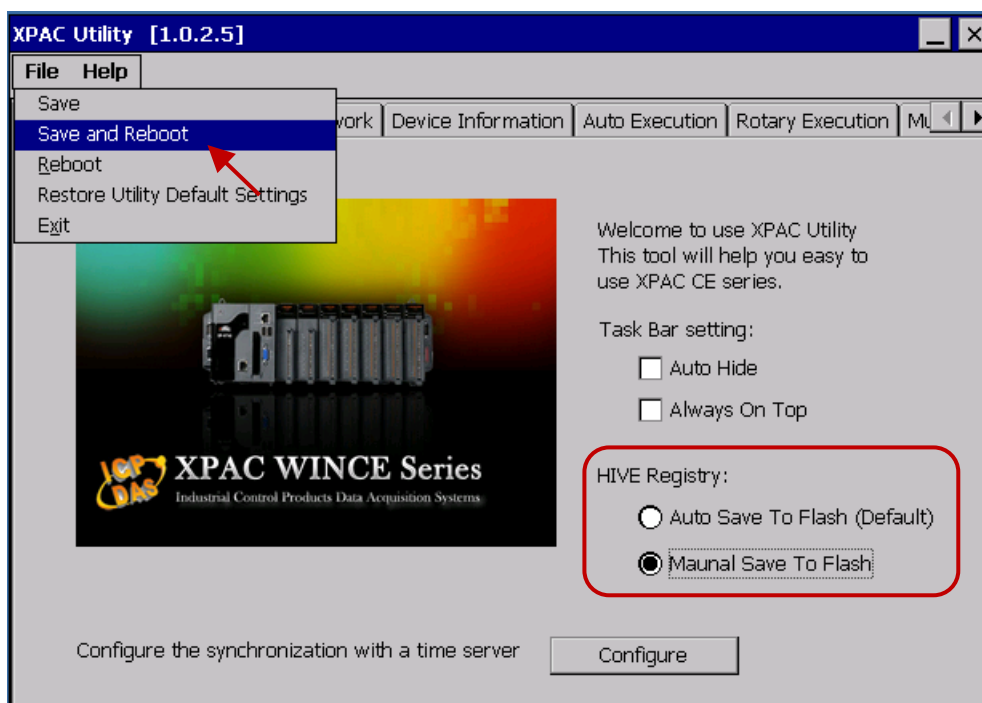 XPAC Utility [1.0.2.5]
File Help
Save
Save and Reboot
Reboot
Restore Utility Default Settings
Exit
work
Device Information
Auto Execution
Rotary Execution
Mu
Welcome to use XPAC Utility
This tool will help you easy to
use XPAC CE series.
Task Bar setting:
Auto Hide
Always On Top
ICP
DAS
XPAC WINCE Series
Industrial Control Products Data Acquisition Systems
HIVE Registry:
Auto Save To Flash (Default)
Maunal Save To Flash
Configure the synchronization with a time server
Configure